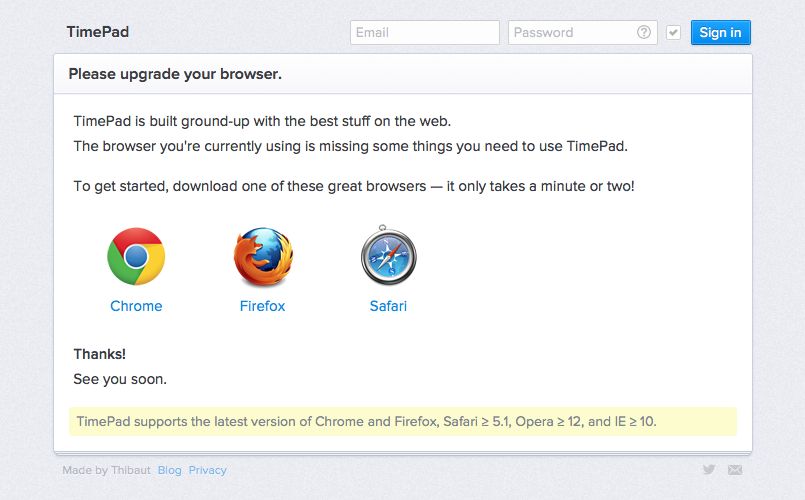 TimePad
Email
Password
?
Sign in
Please upgrade your browser.
TimePad is built ground-up with the best stuff on the web.
The browser you're currently using is missing some things you need to use TimePad.
To get started, download one of these great browsers — it only takes a minute or two!
Chrome
Firefox
Safari
Thanks!
See you soon.
TimePad supports the latest version of Chrome and Firefox, Safari ≥ 5.1, Opera ≥ 12, and IE ≥ 10.
Made by Thibaut Blog Privacy